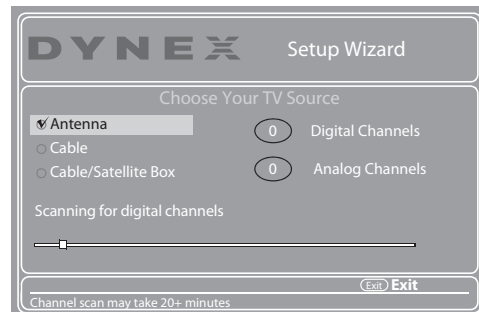 DYNEX Setup Wizard
Choose Your TV Source
Antenna
0 Digital Channels
Cable
Cable/Satellite Box
0 Analog Channels
Scanning for digital channels
Exit Exit
Channel scan may take 20+ minutes